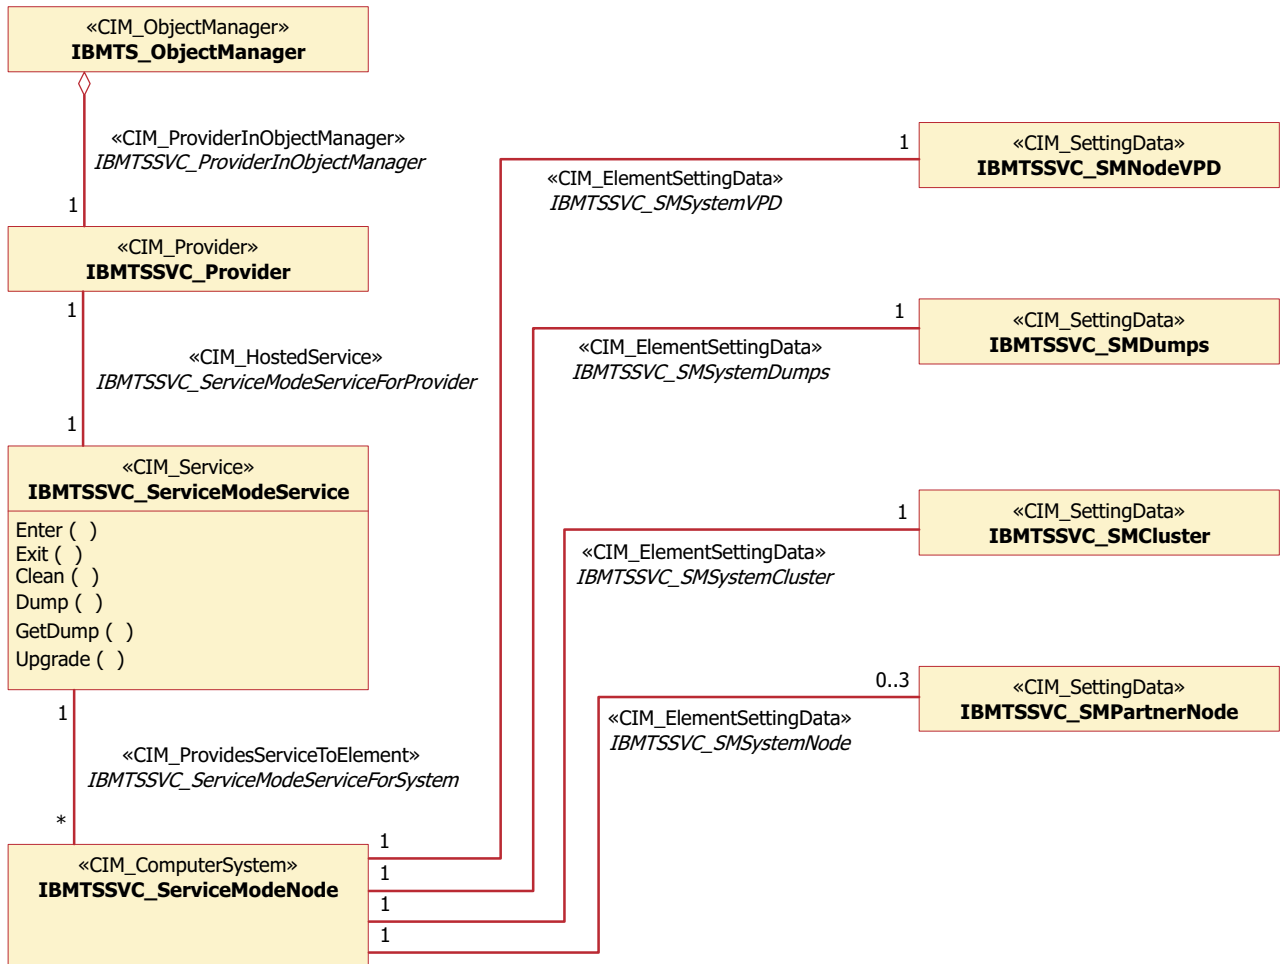 «CIM_ObjectManager»
IBMTS_ObjectManager
«CIM_ProviderInObjectManager»
IBMTSSVC_ProviderInObjectManager
1
«CIM_Provider»
IBMTSSVC_Provider
1
«CIM_HostedService»
IBMTSSVC_ServiceModeServiceForProvider
1
«CIM_Service»
IBMTSSVC_ServiceModeService
Enter ( )
Exit ( )
Clean ( )
Dump ( )
GetDump ( )
Upgrade ( )
1
«CIM_ProvidesServiceToElement»
IBMTSSVC_ServiceModeServiceForSystem
*
«CIM_ComputerSystem»
IBMTSSVC_ServiceModeNode
1
1
1
1
1
«CIM_ElementSettingData»
IBMTSSVC_SMSystemVPD
«CIM_SettingData»
IBMTSSVC_SMNodeVPD
1
«CIM_ElementSettingData»
IBMTSSVC_SMSystemDumps
«CIM_SettingData»
IBMTSSVC_SMDumps
1
«CIM_ElementSettingData»
IBMTSSVC_SMSystemCluster
«CIM_SettingData»
IBMTSSVC_SMCluster
0..3
«CIM_ElementSettingData»
IBMTSSVC_SMSystemNode
«CIM_SettingData»
IBMTSSVC_SMPartnerNode